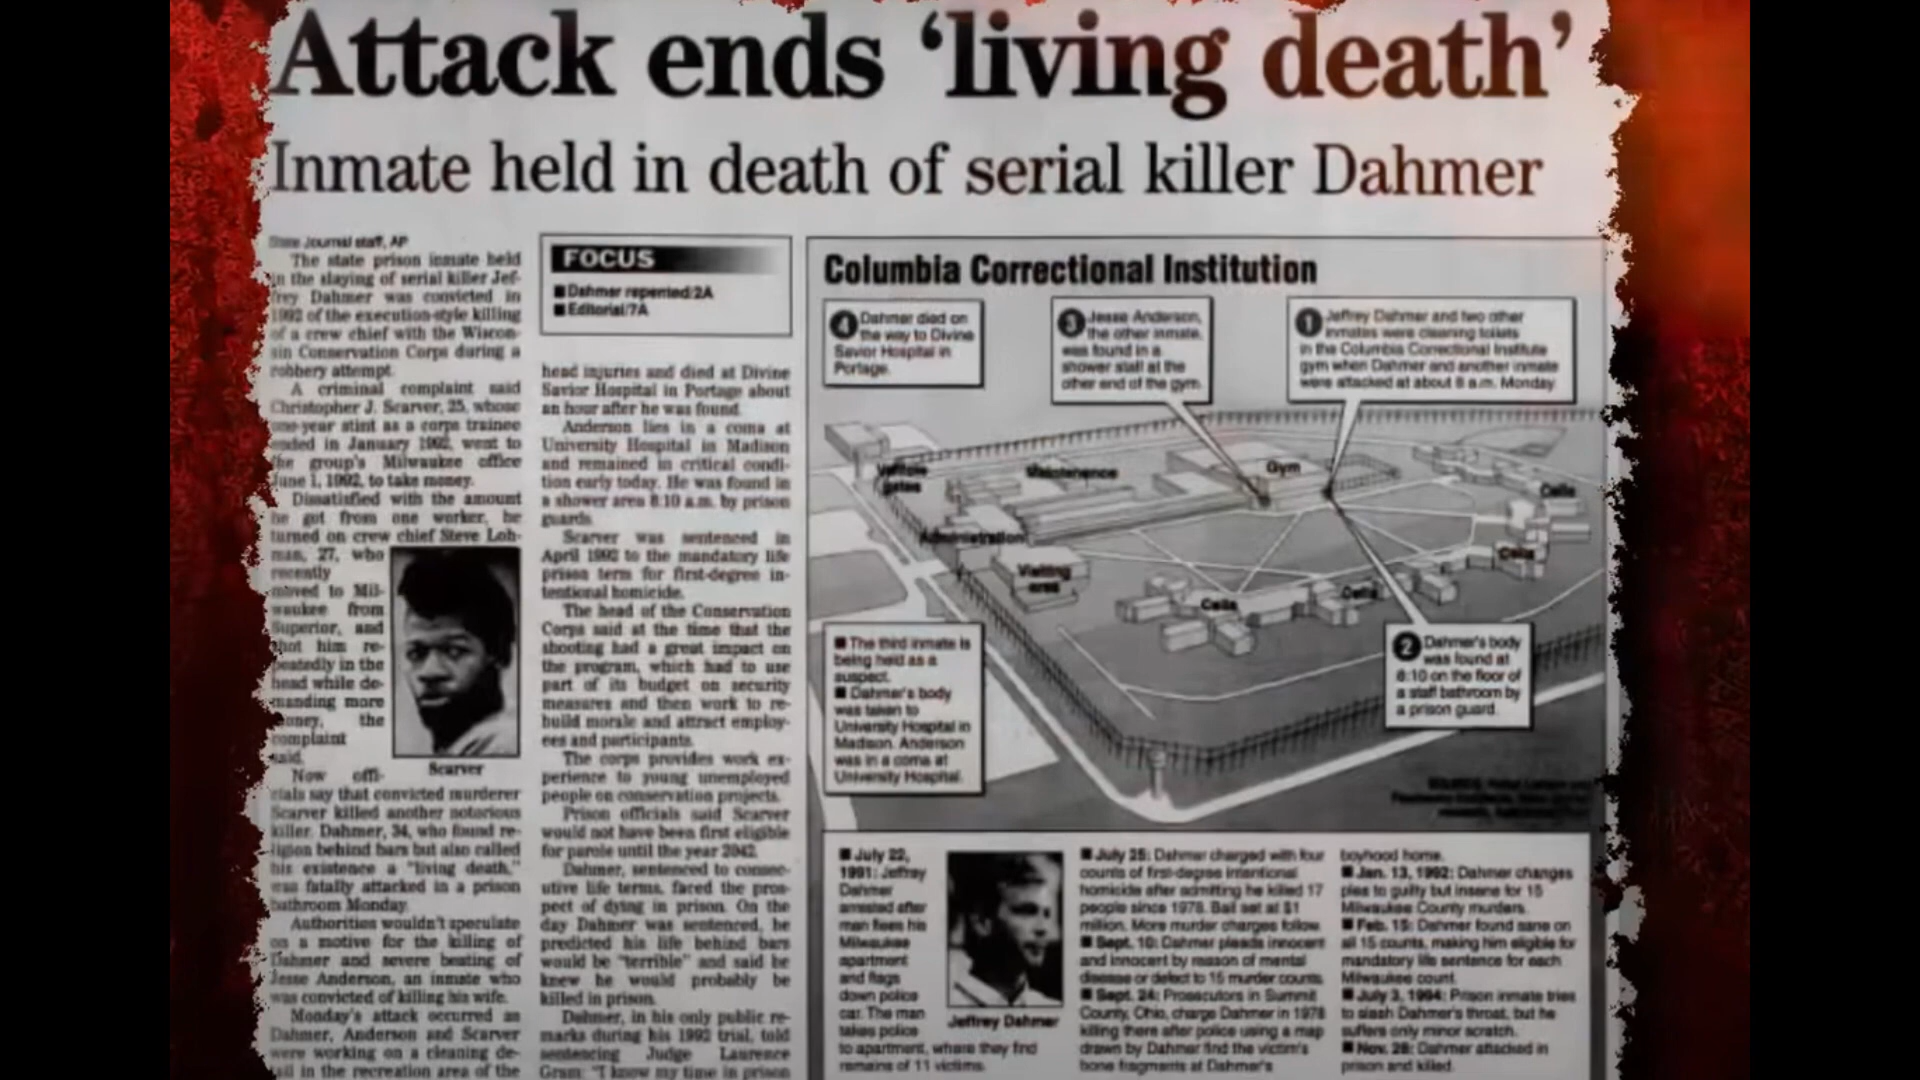 Attack ends ‘living death’
Inmate held in death of serial killer Dahmer
State Journal staff, AP
The state prison inmate held
in the slaying of serial killer Jef-
frey Dahmer was convicted in
1992 of the execution-style killing
of a crew chief with the Wiscon-
sin Conservation Corps during a
robbery attempt.
A criminal complaint said
Christopher J. Scarver, 25, whose
one-year stint as a corps trainee
ended in January 1992, went to
the group's Milwaukee office
June 1, 1992, to take money.
Dissatisfied with the amount
he got from one worker, he
turned on crew chief Steve Loh-
man, 27, who
recently
moved to Mil-
waukee from
Superior, and
shot him re-
peatedly in the
head while de-
manding more
money, the
complaint
said.
Scarver
Now offi-
cials say that convicted murderer
Scarver killed another notorious
killer. Dahmer, 34, who found re-
ligion behind bars but also called
his existence a "living death,"
was fatally attacked in a prison
bathroom Monday.
Authorities wouldn't speculate
on a motive for the killing of
Dahmer and severe beating of
Jesse Anderson, an inmate who
was convicted of killing his wife.
Monday's attack occurred as
Dahmer, Anderson and Scarver
were working on a cleaning de-
tail in the recreation area of the
FOCUS
■ Dahmer repented/2A
■ Editorial/7A
head injuries and died at Divine
Savior Hospital in Portage about
an hour after he was found.
Anderson lies in a coma at
University Hospital in Madison
and remained in critical condi-
tion early today. He was found in
a shower area 8:10 a.m. by prison
guards.
Scarver was sentenced in
April 1992 to the mandatory life
prison term for first-degree in-
tentional homicide.
The head of the Conservation
Corps said at the time that the
shooting had a great impact on
the program, which had to use
part of its budget on security
measures and then work to re-
build morale and attract employ-
ees and participants.
The corps provides work ex-
perience to young unemployed
people on conservation projects.
Prison officials said Scarver
would not have been first eligible
for parole until the year 2042.
Dahmer, sentenced to consec-
utive life terms, faced the pros-
pect of dying in prison. On the
day Dahmer was sentenced, he
predicted his life behind bars
would be "terrible" and said he
knew he would probably be
killed in prison.
Dahmer, in his only public re-
marks during his 1992 trial, told
sentencing Judge Laurence
Gram: "I know my time in prison
Columbia Correctional Institution
4 Dahmer died on
the way to Divine
Savior Hospital in
Portage.
3 Jesse Anderson,
the other inmate,
was found in a
shower stall at the
other end of the gym.
1 Jeffrey Dahmer and two other
inmates were cleaning toilets
in the Columbia Correctional Institute
gym when Dahmer and another inmate
were attacked at about 8 a.m. Monday.
Vehicle
gates
Maintenance
Gym
Cells
Administration
Cells
Visiting
area
Cells
Cells
■ The third inmate is
being held as a
suspect.
■ Dahmer's body
was taken to
University Hospital in
Madison. Anderson
was in a coma at
University Hospital.
2 Dahmer's body
was found at
8:10 on the floor of
a staff bathroom by
a prison guard.
■ July 22,
1991: Jeffrey
Dahmer
arrested after
man flees his
Milwaukee
apartment
and flags
down police
car. The man
takes police
to apartment, where they find
remains of 11 victims.
Jeffrey Dahmer
■ July 25: Dahmer charged with four
counts of first-degree intentional
homicide after admitting he killed 17
people since 1978. Bail set at $1
million. More murder charges follow.
■ Sept. 10: Dahmer pleads innocent
and innocent by reason of mental
disease or defect to 15 murder counts.
■ Sept. 24: Prosecutors in Summit
County, Ohio, charge Dahmer in 1978
killing there after police using a map
drawn by Dahmer find the victim's
bone fragments at Dahmer's
boyhood home.
■ Jan. 13, 1992: Dahmer changes
plea to guilty but insane for 15
Milwaukee County murders.
■ Feb. 15: Dahmer found sane on
all 15 counts, making him eligible for
mandatory life sentence for each
Milwaukee count.
■ July 3, 1994: Prison inmate tries
to slash Dahmer's throat, but he
suffers only minor scratch.
■ Nov. 28: Dahmer attacked in
prison and killed.